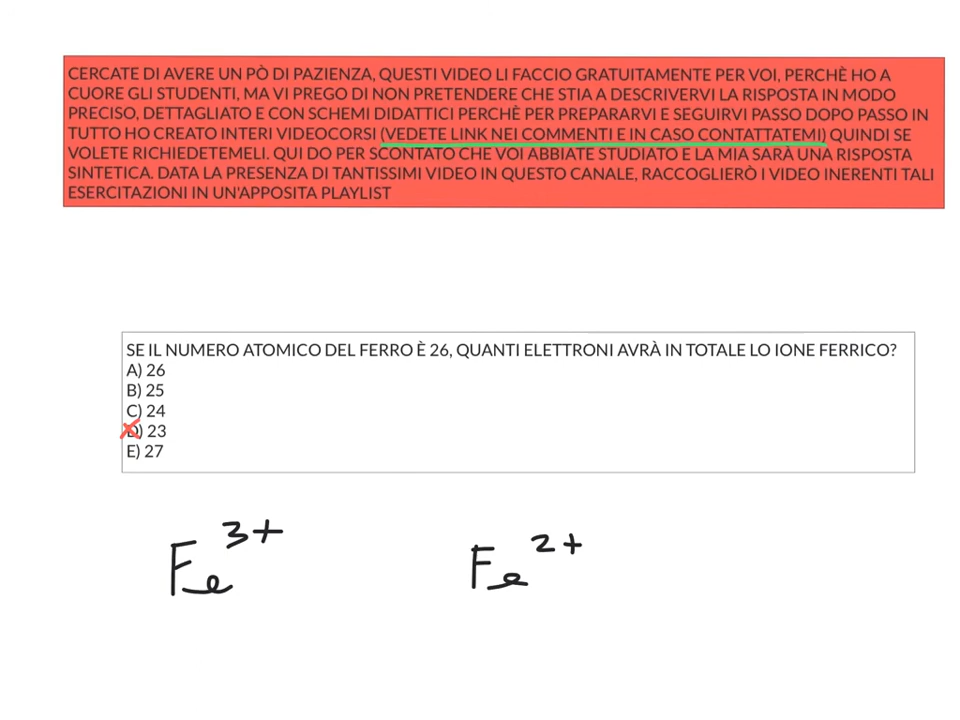 CERCATE DI AVERE UN PÒ DI PAZIENZA, QUESTI VIDEO LI FACCIO GRATUITAMENTE PER VOI, PERCHÈ HO A
CUORE GLI STUDENTI, MA VI PREGO DI NON PRETENDERE CHE STIA A DESCRIVERVI LA RISPOSTA IN MODO
PRECISO, DETTAGLIATO E CON SCHEMI DIDATTICI PERCHÈ PER PREPARARVI E SEGUIRVI PASSO DOPO PASSO IN
TUTTO HO CREATO INTERI VIDEOCORSI (VEDETE LINK NEI COMMENTI E IN CASO CONTATTATEMI) QUINDI SE
VOLETE RICHIEDETEMELI. QUI DO PER SCONTATO CHE VOI ABBIATE STUDIATO E LA MIA SARÀ UNA RISPOSTA
SINTETICA. DATA LA PRESENZA DI TANTISSIMI VIDEO IN QUESTO CANALE, RACCOGLIERÒ I VIDEO INERENTI TALI
ESERCITAZIONI IN UN'APPOSITA PLAYLIST
SE IL NUMERO ATOMICO DEL FERRO È 26, QUANTI ELETTRONI AVRÀ IN TOTALE LO IONE FERRICO?
A) 26
B) 25
C) 24
D) 23
E) 27
Fe³⁺ Fe²⁺